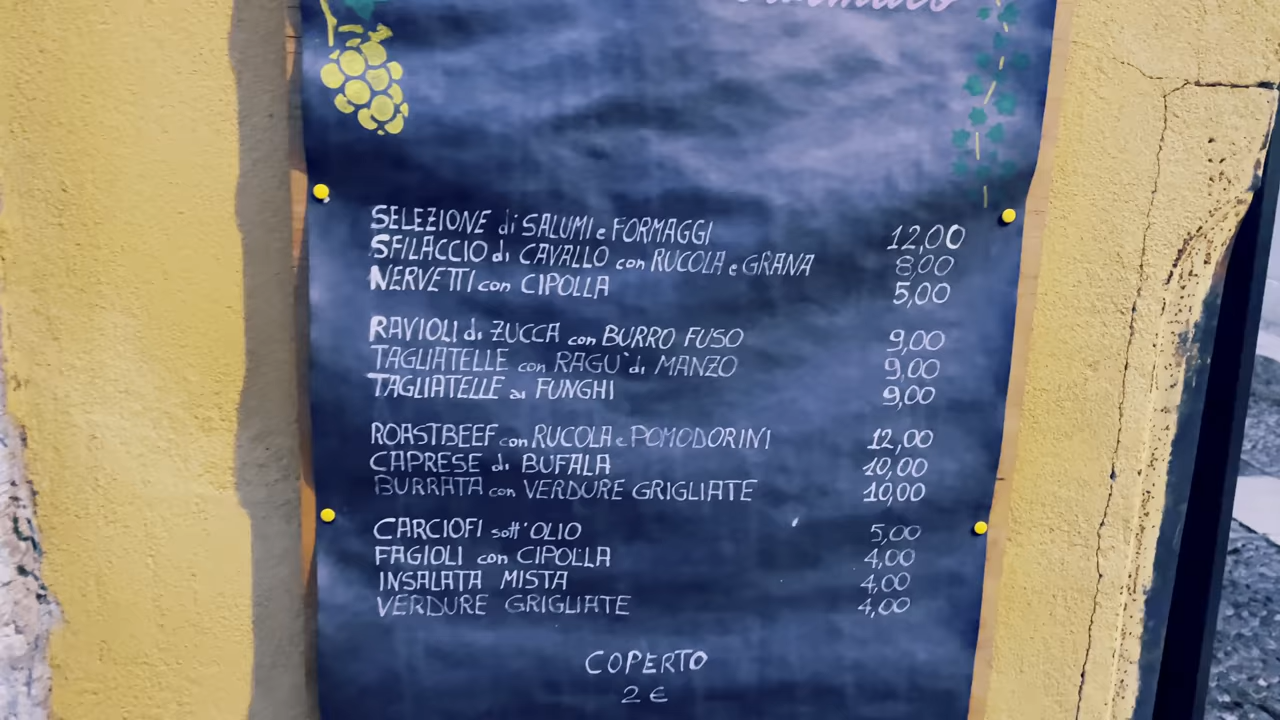 SELEZIONE di SALUMI e FORMAGGI 12,00
SFILACCIO di CAVALLO con RUCOLA e GRANA 8,00
NERVETTI con CIPOLLA 5,00
RAVIOLI di ZUCCA con BURRO FUSO 9,00
TAGLIATELLE con RAGU' di MANZO 9,00
TAGLIATELLE ai FUNGHI 9,00
ROASTBEEF con RUCOLA e POMODORINI 12,00
CAPRESE di BUFALA 10,00
BURRATA con VERDURE GRIGLIATE 10,00
CARCIOFI sott'OLIO 5,00
FAGIOLI con CIPOLLA 4,00
INSALATA MISTA 4,00
VERDURE GRIGLIATE 4,00
COPERTO
2 €